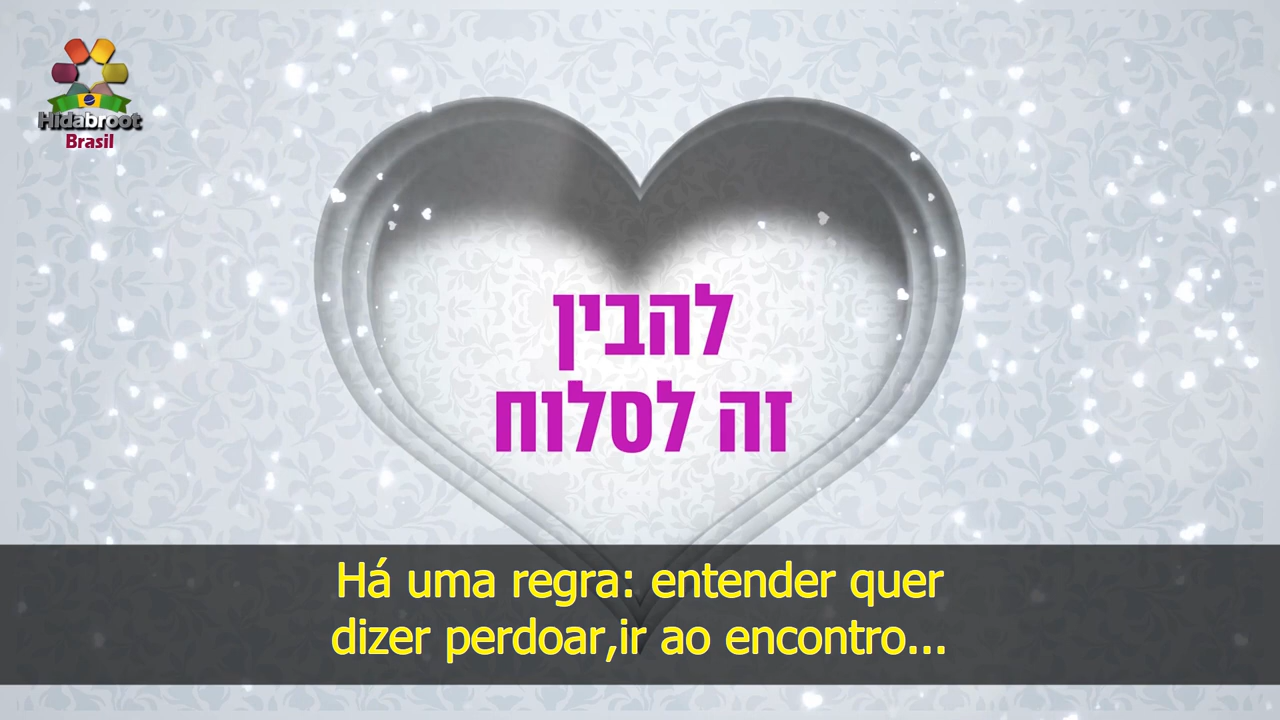 Hidabroot
Brasil
להבין
זה לסלוח
Há uma regra: entender quer
dizer perdoar,ir ao encontro...